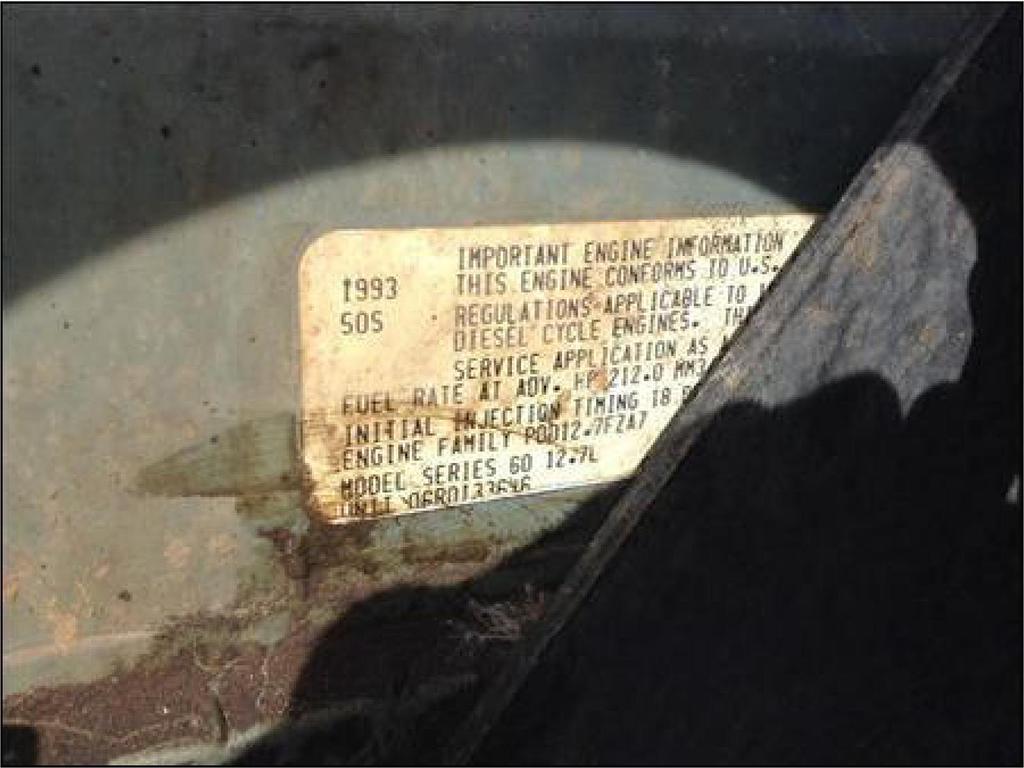 IMPORTANT ENGINE INFORMATION
THIS ENGINE CONFORMS TO U.S.
1993
REGULATIONS APPLICABLE TO
50S
DIESEL CYCLE ENGINES.
SERVICE APPLICATION AS
FUEL RATE AT ADV. HP 212.0 MM3
INITIAL INJECTION TIMING 18
ENGINE FAMILY PDD12.7FZA7
MODEL SERIES 60 12.7L
UNIT